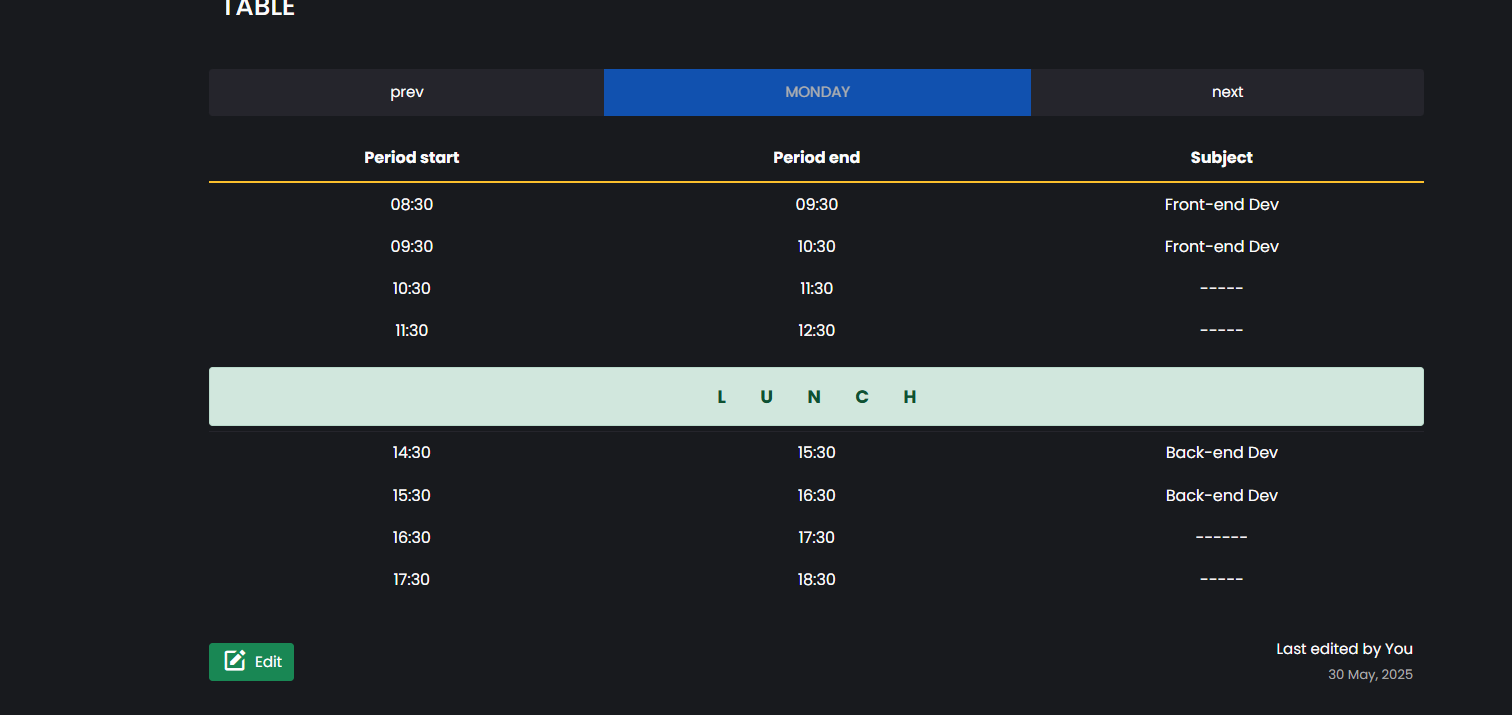 TABLE
prev MONDAY next
Period start Period end Subject
08:30 09:30 Front-end Dev
09:30 10:30 Front-end Dev
10:30 11:30 -----
11:30 12:30 -----
L U N C H
14:30 15:30 Back-end Dev
15:30 16:30 Back-end Dev
16:30 17:30 ------
17:30 18:30 -----
Edit
Last edited by You
30 May, 2025